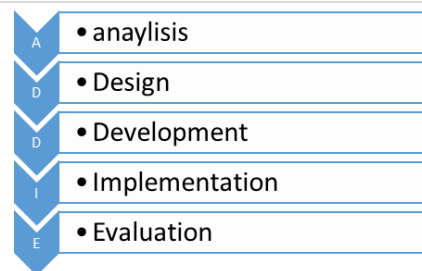 A
• anaylisis
D
• Design
D
• Development
I
• Implementation
E
• Evaluation